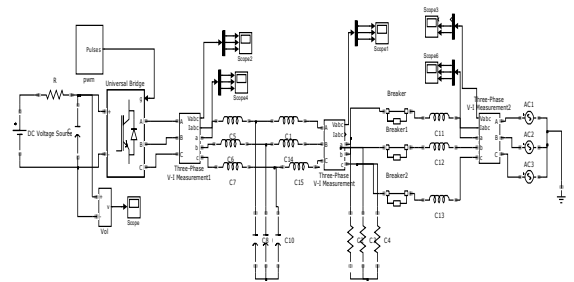 Pulses
pwm
R
DC Voltage Source
Universal Bridge
g
A
B
C
+
-
Vabc
Iabc
A
B
C
a
b
c
Three-Phase
V-I Measurement1
Scope2
Scope4
C5
C6
C7
C14
C15
C10
Vabc
Iabc
A
B
C
a
b
c
Three-Phase
V-I Measurement
Scope1
C4
Breaker
Breaker1
Breaker2
C11
C12
C13
Scope3
Scope6
Three-Phase
V-I Measurement2
Vabc
Iabc
A
B
C
a
b
c
AC1
AC2
AC3
+
-
v
Vol
Scope